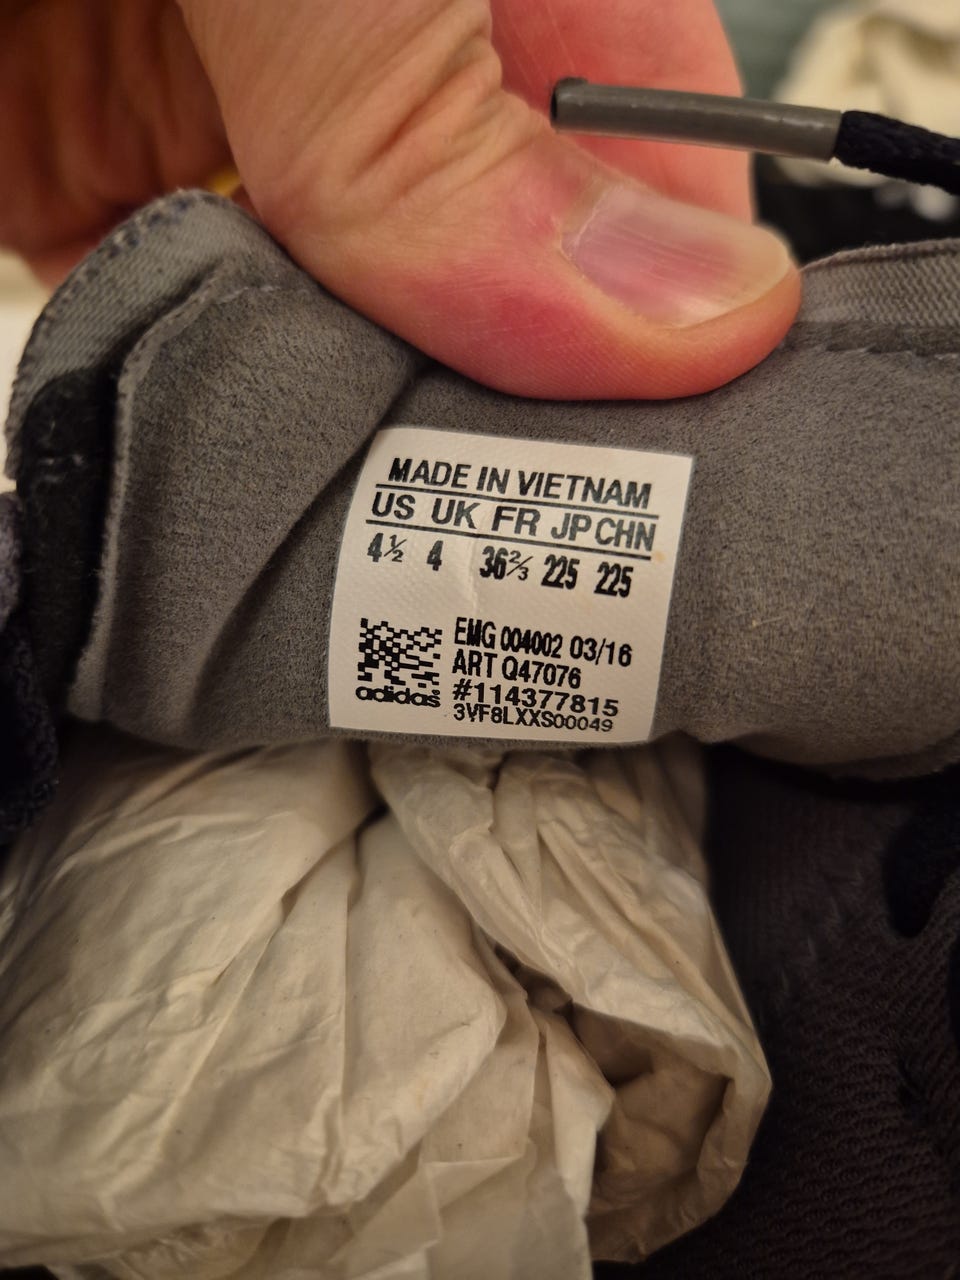 MADE IN VIETNAM
US UK FR JP CHN
4½ 4 36⅔ 225 225
EMG 004002 03/16
ART Q47076
#114377815
3VF8LXXS00049
adidas